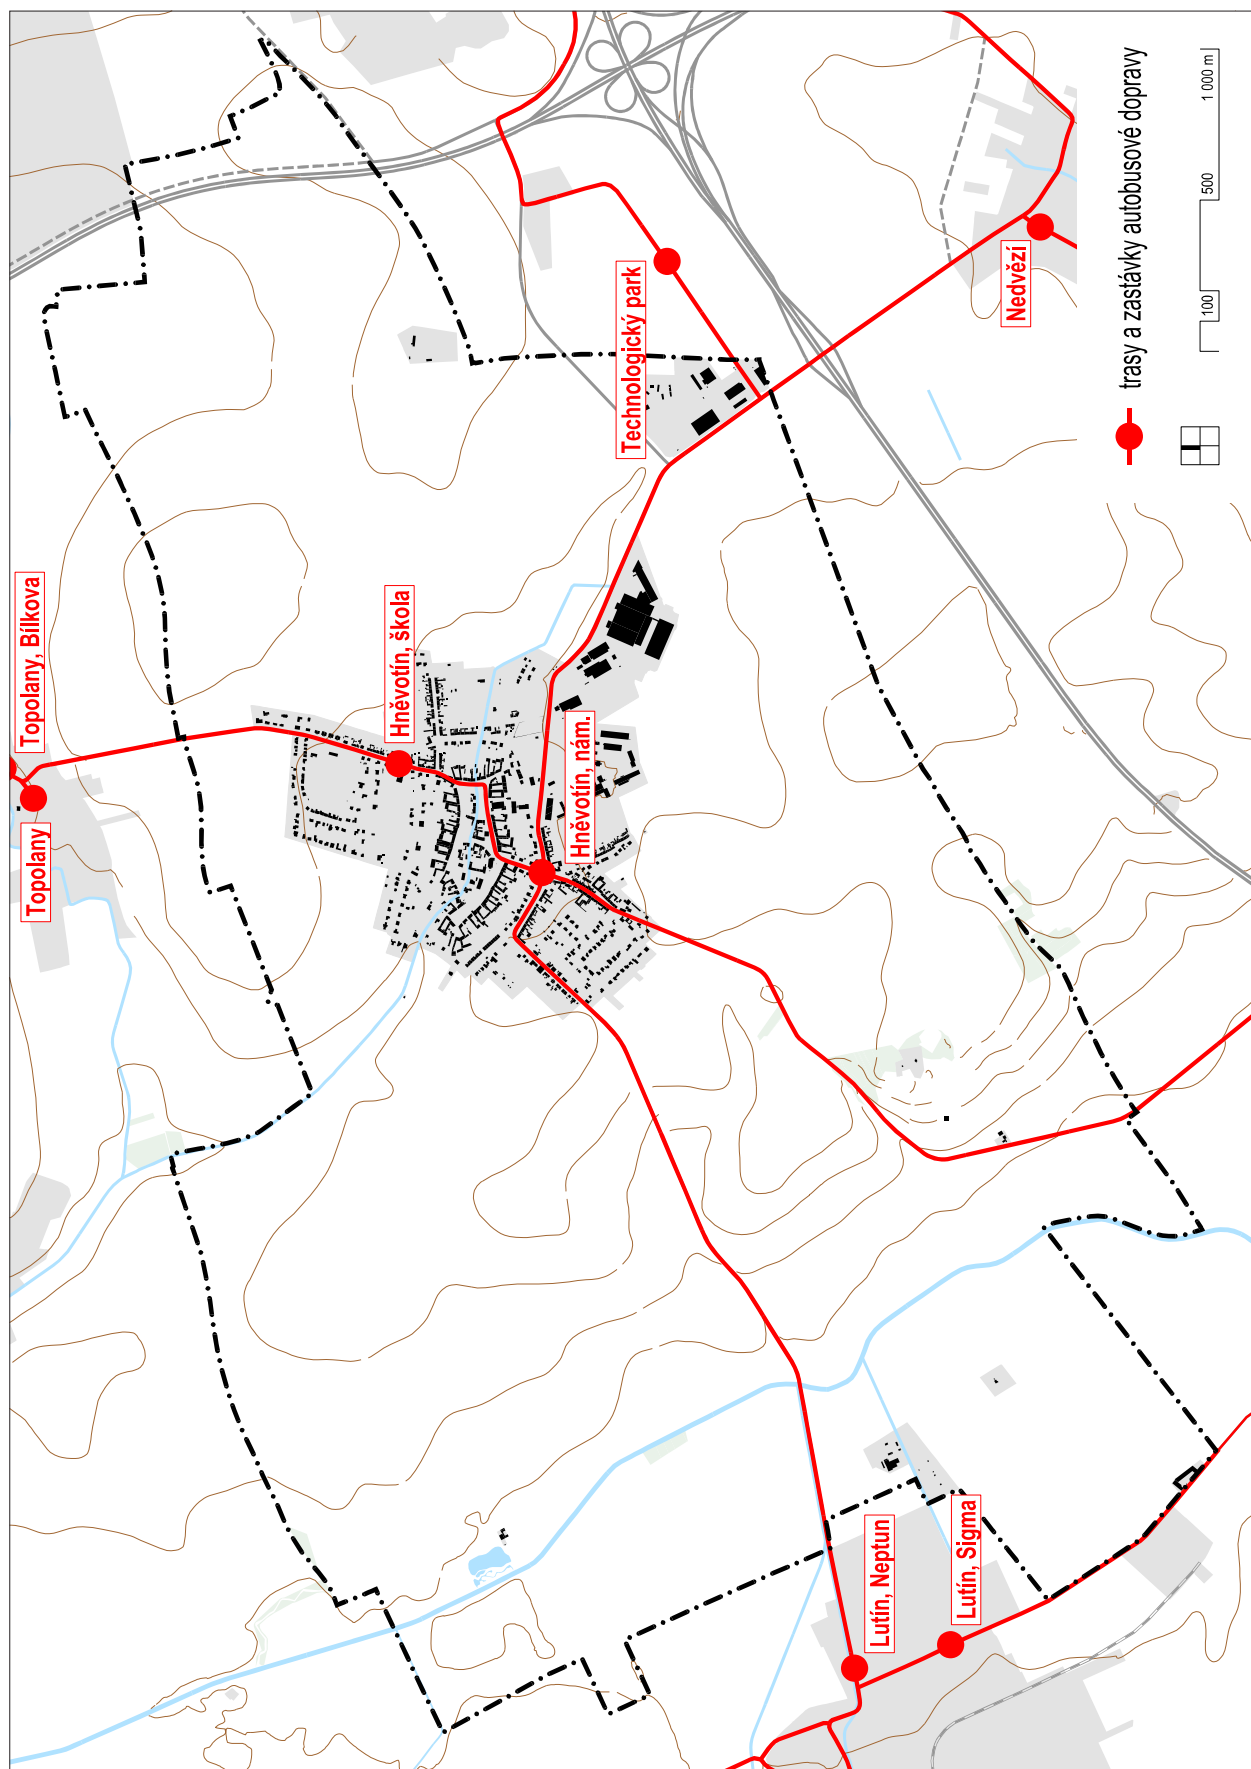 Topolany
Topolany, Bílkova
Hněvotín, škola
Hněvotín, nám.
Technologický park
Nedvězí
Lutín, Neptun
Lutín, Sigma
trasy a zastávky autobusové dopravy
100
500
1 000 m